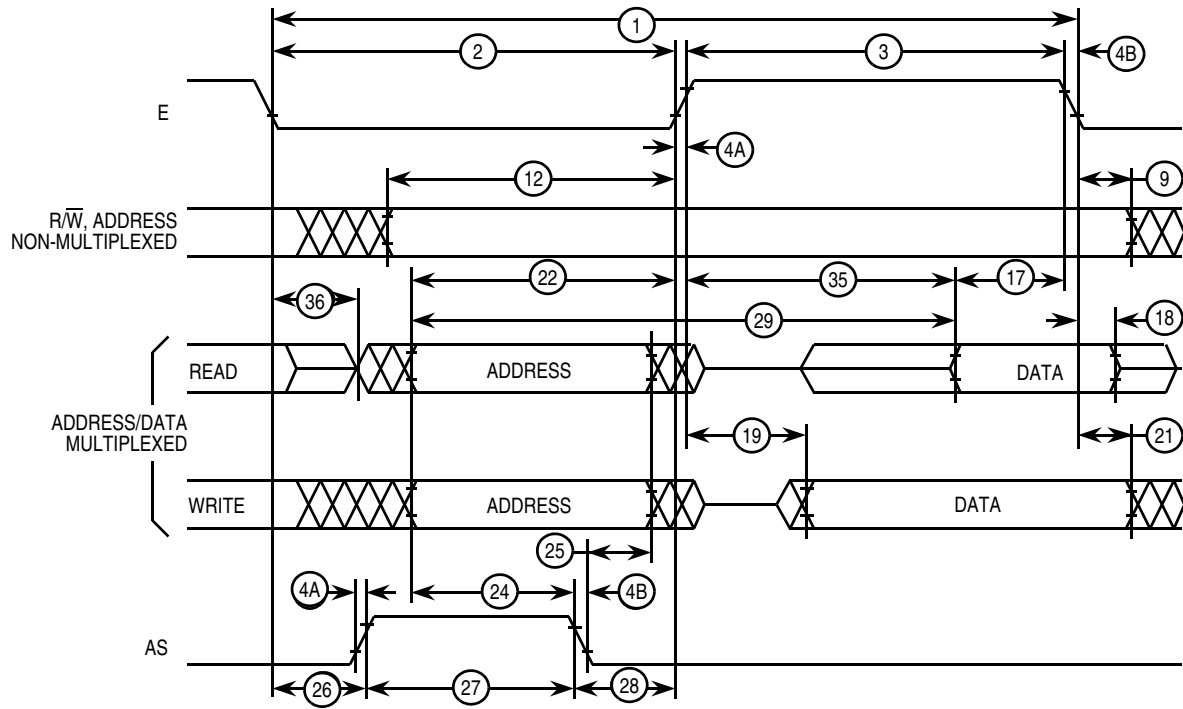 1
2
3
4B
E
4A
12
9
R/W̅, ADDRESS
NON-MULTIPLEXED
22
35
17
36
29
18
READ
ADDRESS
DATA
ADDRESS/DATA
MULTIPLEXED
19
21
WRITE
ADDRESS
DATA
25
4A
24
4B
AS
26
27
28